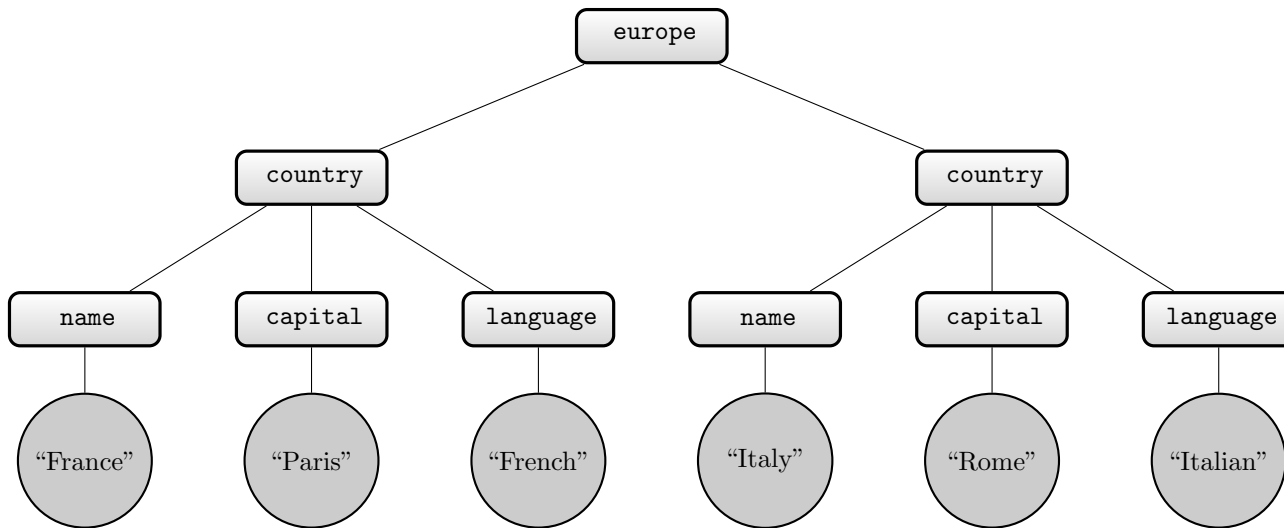 europe
country country
name capital language name capital language
“France” “Paris” “French” “Italy” “Rome” “Italian”